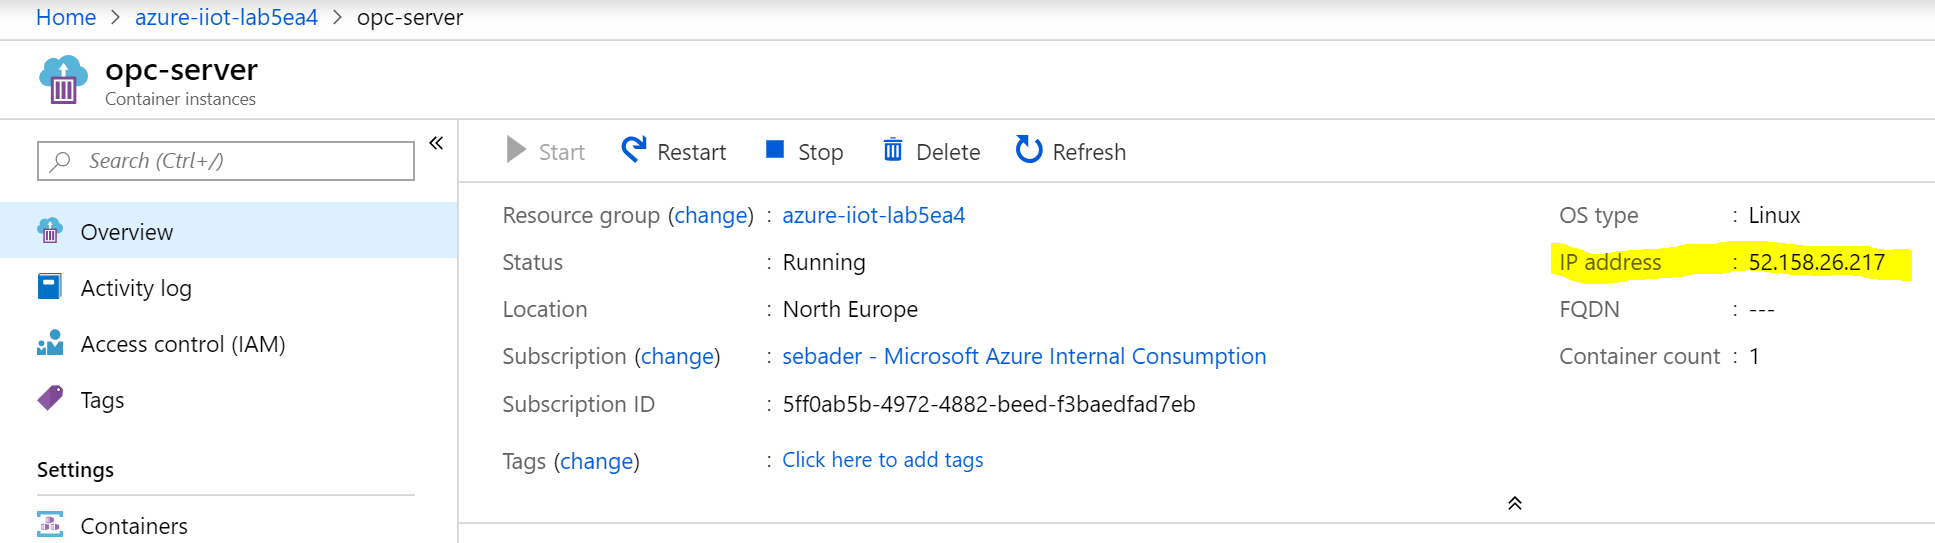 Home > azure-iiot-lab5ea4 > opc-server
opc-server
Container instances
Search (Ctrl+/)
Overview
Activity log
Access control (IAM)
Tags
Settings
Containers
Start Restart Stop Delete Refresh
Resource group (change) : azure-iiot-lab5ea4
Status : Running
Location : North Europe
Subscription (change) : sebader - Microsoft Azure Internal Consumption
Subscription ID : 5ff0ab5b-4972-4882-beed-f3baedfad7eb
Tags (change) : Click here to add tags
OS type : Linux
IP address : 52.158.26.217
FQDN : ---
Container count : 1